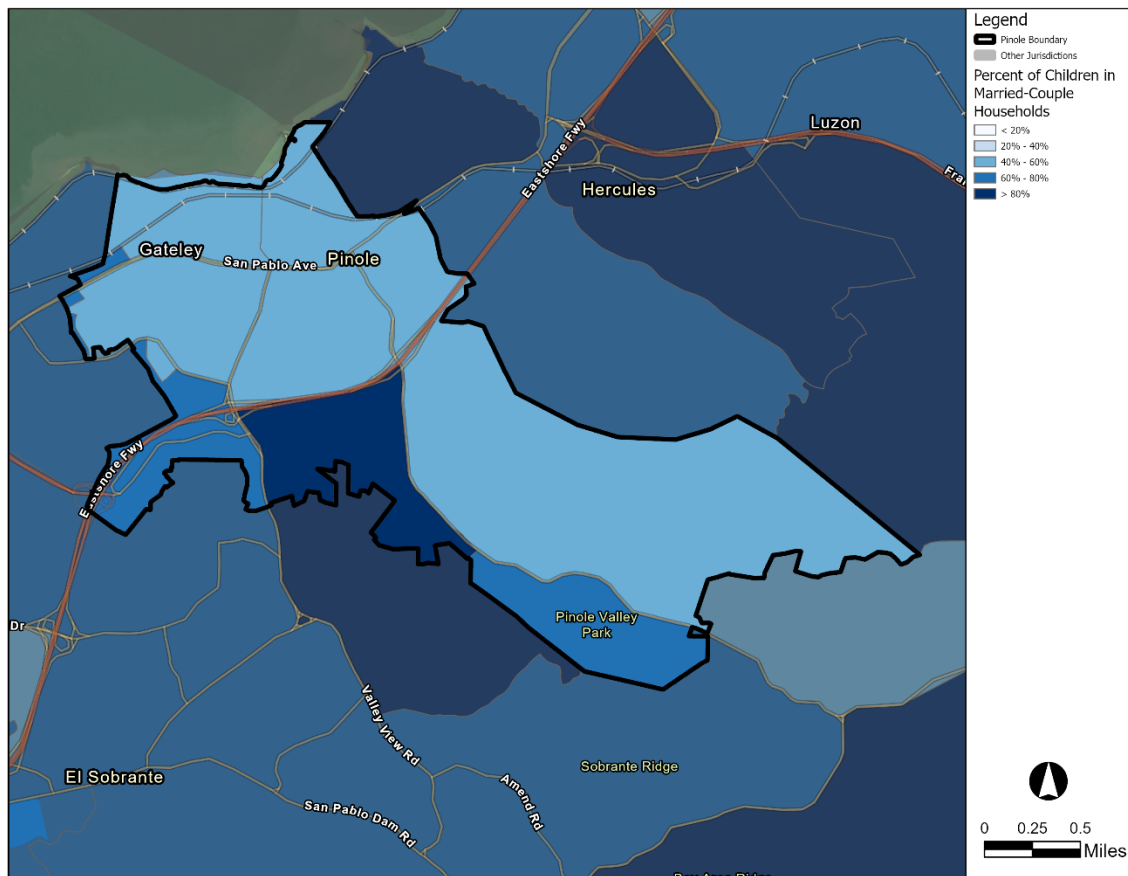 Legend
Pinole Boundary
Other Jurisdictions
Percent of Children in
Married-Couple
Households
< 20%
20% - 40%
40% - 60%
60% - 80%
> 80%
Luzon
Eastshore Fwy
Hercules
Gateley
San Pablo Ave
Pinole
Eastshore Fwy
Pinole Valley
Park
Dr
Valley View Rd
Sobrante Ridge
El Sobrante
Amend Rd
San Pablo Dam Rd
0 0.25 0.5
Miles